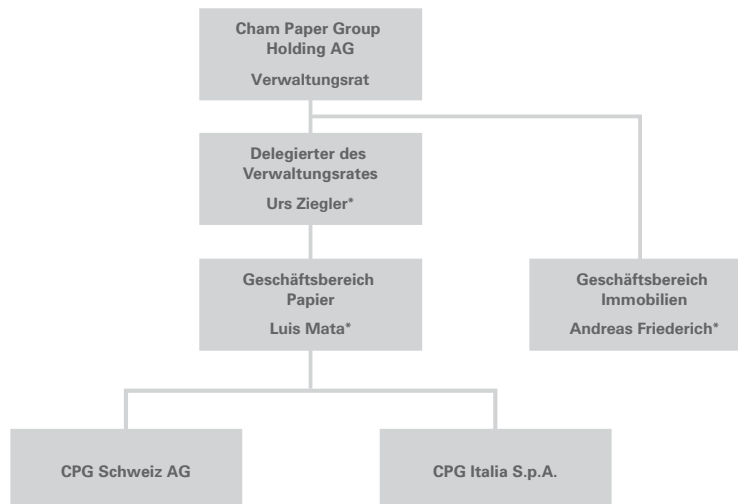 Cham Paper Group
Holding AG
Verwaltungsrat
Delegierter des
Verwaltungsrates
Urs Ziegler*
Geschäftsbereich
Papier
Luis Mata*
Geschäftsbereich
Immobilien
Andreas Friederich*
CPG Schweiz AG
CPG Italia S.p.A.